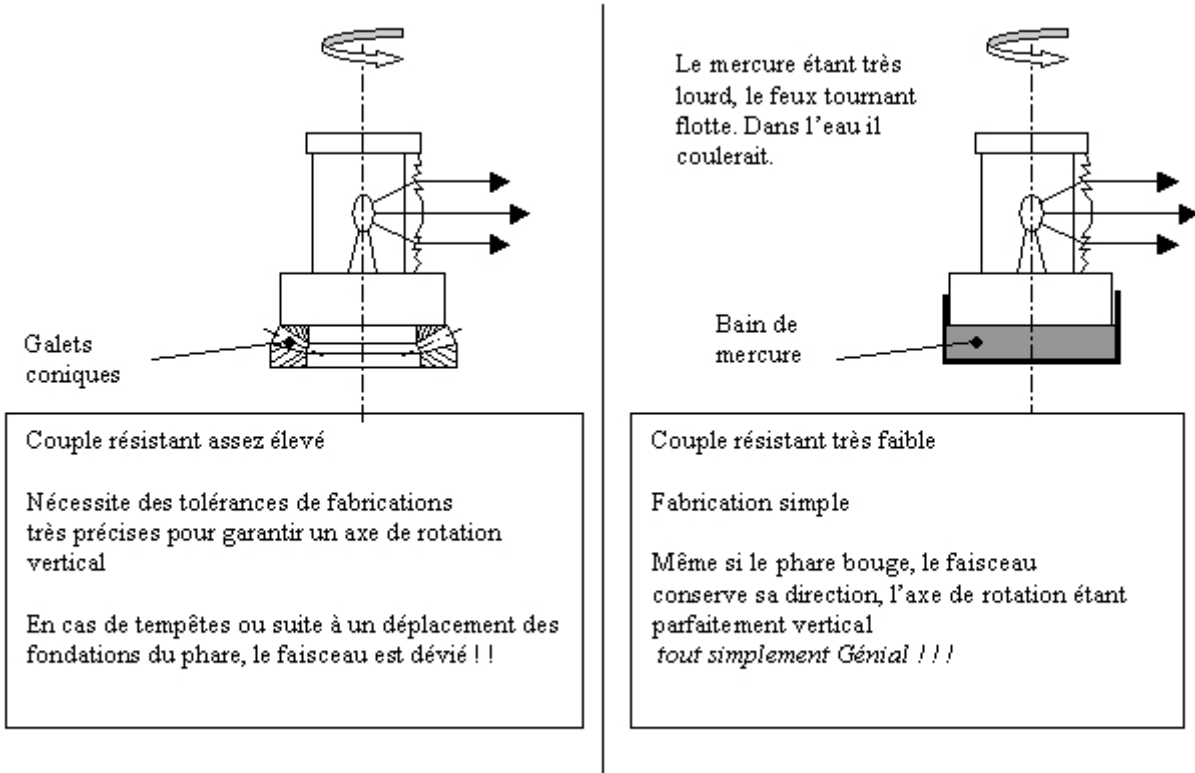 Galets
coniques
Couple résistant assez élevé
Nécessite des tolérances de fabrications
très précises pour garantir un axe de rotation
vertical
En cas de tempêtes ou suite à un déplacement des
fondations du phare, le faisceau est dévié ! !
Le mercure étant très
lourd, le feux tournant
flotte. Dans l'eau il
coulerait.
Bain de
mercure
Couple résistant très faible
Fabrication simple
Même si le phare bouge, le faisceau
conserve sa direction, l'axe de rotation étant
parfaitement vertical
tout simplement Génial ! ! !